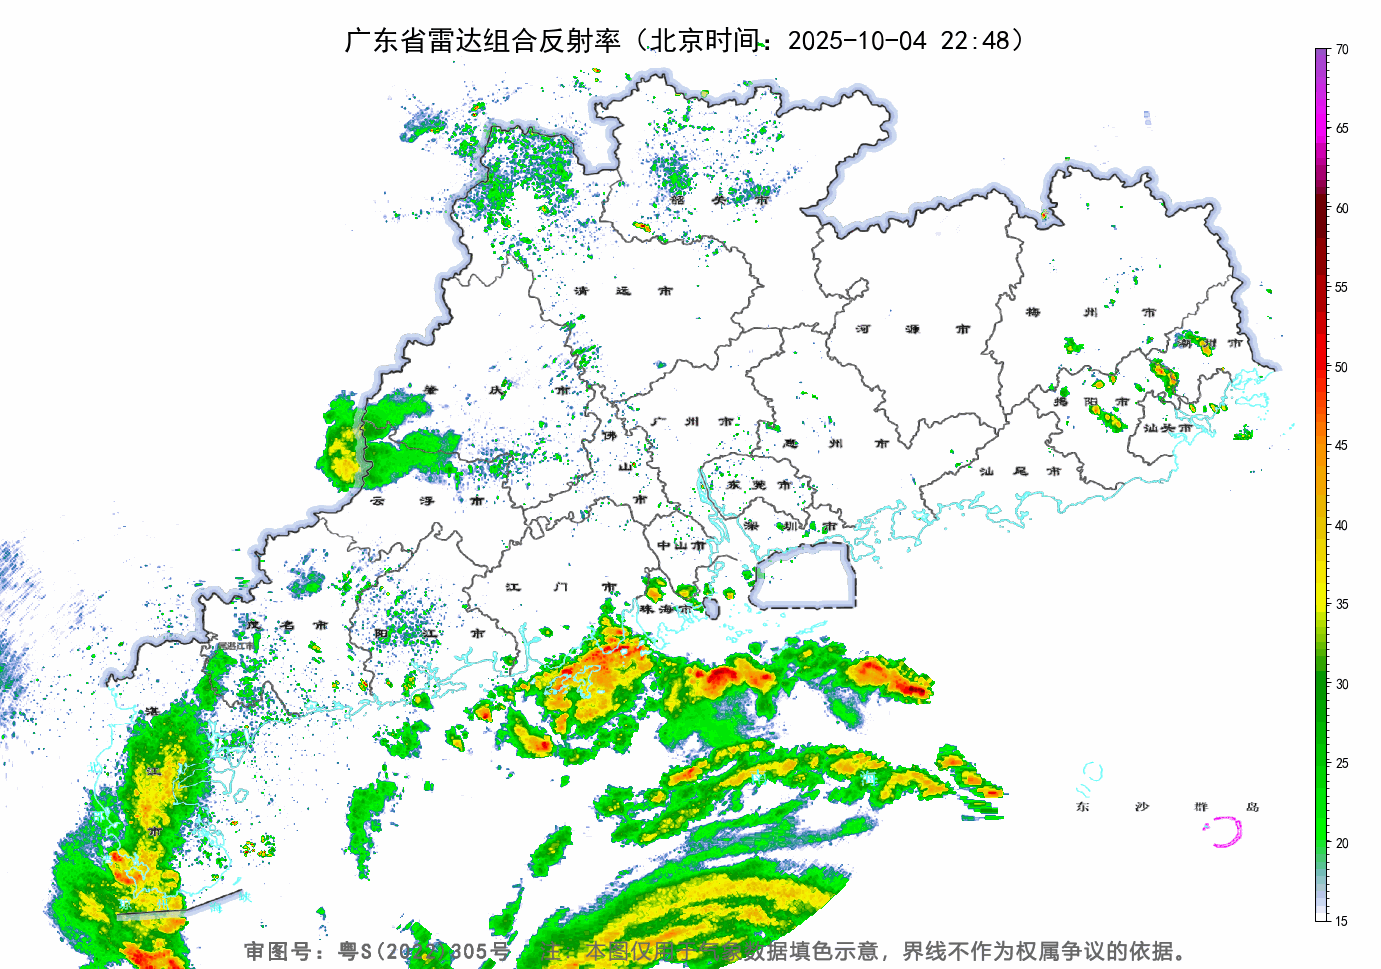 广东省雷达组合反射率（北京时间：2025-10-04 22:48）
70
65
60
55
50
45
40
35
30
25
20
15
韶关市
清远市
河源市
梅州市
潮州市
肇庆市
揭阳市
广州市
汕头市
佛山市
惠州市
云浮市
东莞市
汕尾市
深圳市
中山市
江门市
珠海市
茂名市
阳江市
湛江市
海
东沙群岛
审图号：粤S(20
)305号
注：本图仅用于气象数据填色示意，界线不作为权属争议的依据。